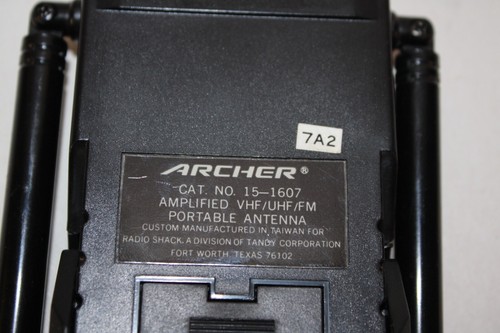 7A2
ARCHER®
CAT. NO. 15-1607
AMPLIFIED VHF/UHF/FM
PORTABLE ANTENNA
CUSTOM MANUFACTURED IN TAIWAN FOR
RADIO SHACK, A DIVISION OF TANDY CORPORATION
FORT WORTH, TEXAS 76102